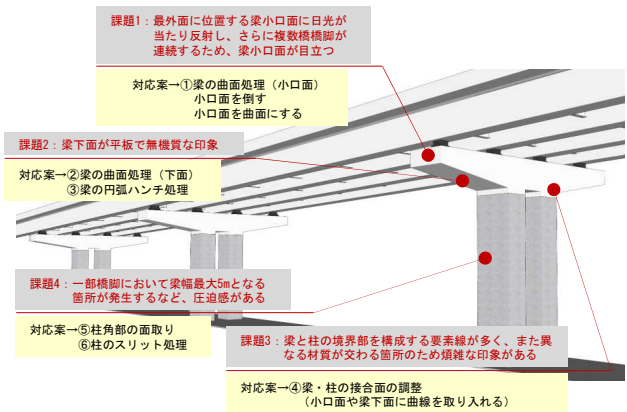 課題1：最外面に位置する梁小口面に日光が
当たり反射し、さらに複数橋橋脚が
連続するため、梁小口面が目立つ
対応案→①梁の曲面処理（小口面）
小口面を倒す
小口面を曲面にする
課題2：梁下面が平板で無機質な印象
対応案→②梁の曲面処理（下面）
③梁の円弧ハンチ処理
課題4：一部橋脚において梁幅最大5mとなる
箇所が発生するなど、圧迫感がある
対応案→⑤柱角部の面取り
⑥柱のスリット処理
課題3：梁と柱の境界部を構成する要素線が多く、また異
なる材質が交わる箇所のため煩雑な印象がある
対応案→④梁・柱の接合面の調整
（小口面や梁下面に曲線を取り入れる）